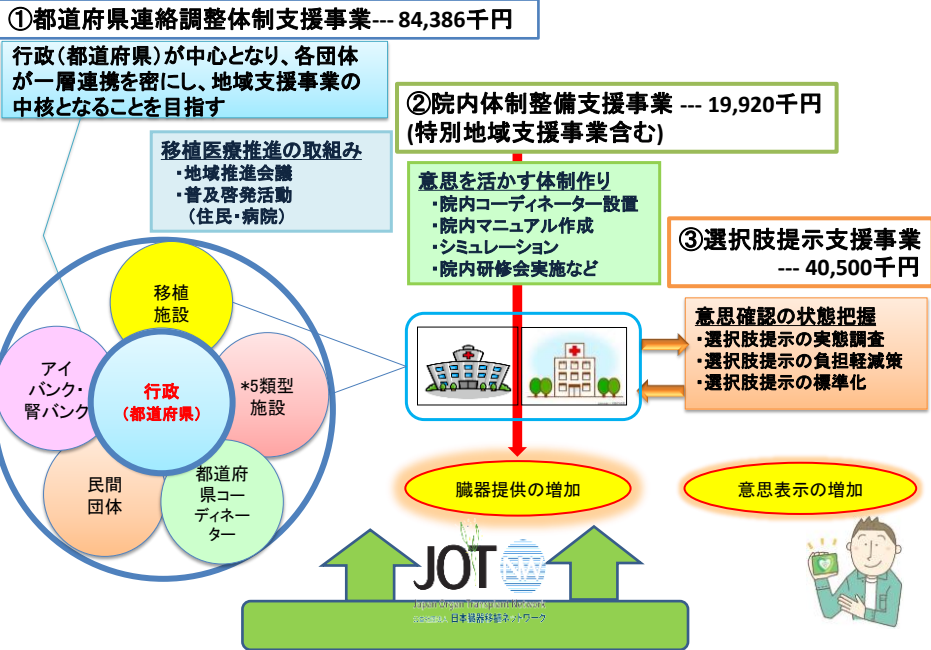 ①都道府県連絡調整体制支援事業--- 84,386千円
行政(都道府県)が中心となり、各団体
が一層連携を密にし、地域支援事業の
中核となることを目指す
②院内体制整備支援事業 --- 19,920千円
(特別地域支援事業含む)
移植医療推進の取組み
・地域推進会議
・普及啓発活動
(住民・病院)
意思を活かす体制作り
・院内コーディネーター設置
・院内マニュアル作成
・シミュレーション
・院内研修会実施など
③選択肢提示支援事業
--- 40,500千円
意思確認の状態把握
・選択肢提示の実態調査
・選択肢提示の負担軽減策
・選択肢提示の標準化
移植
施設
アイ
バンク・
腎バンク
行政
(都道府県)
*5類型
施設
民間
団体
都道府
県コー
ディネー
ター
臓器提供の増加
意思表示の増加
JOT NW
Japan Organ Transplant Network
公益社団法人 日本臓器移植ネットワーク